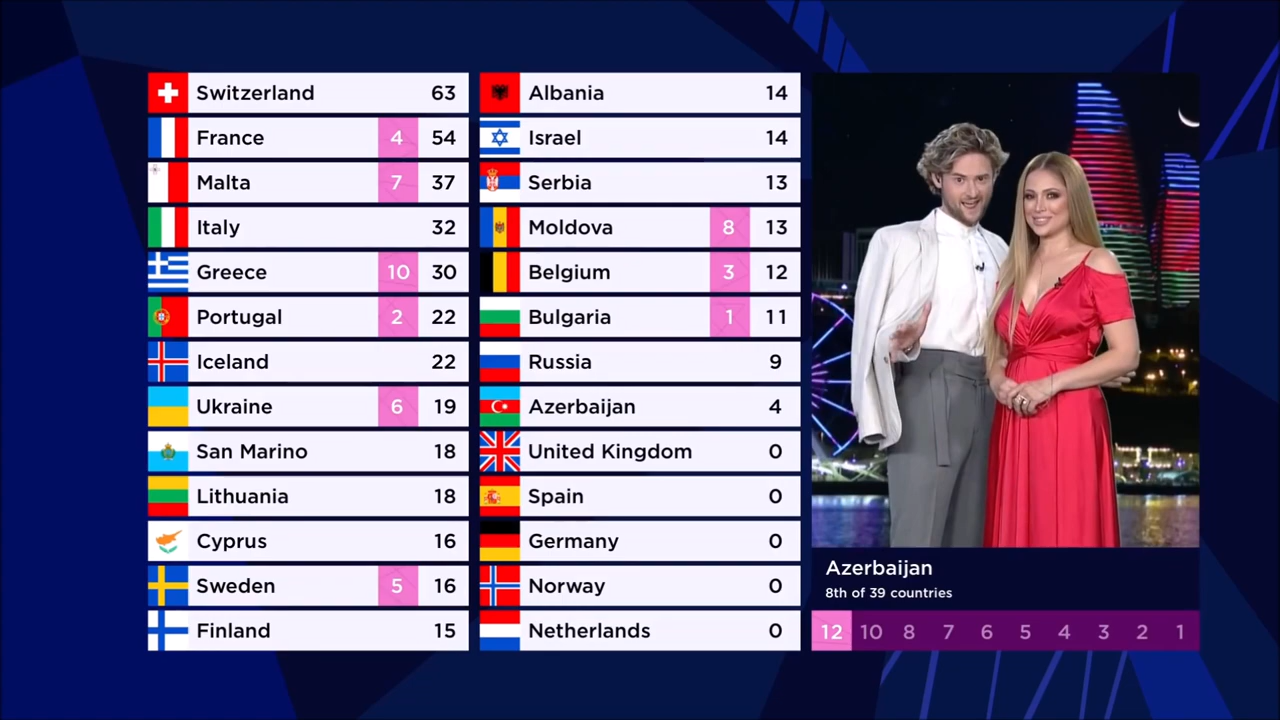 Switzerland 63
France 4 54
Malta 7 37
Italy 32
Greece 10 30
Portugal 2 22
Iceland 22
Ukraine 6 19
San Marino 18
Lithuania 18
Cyprus 16
Sweden 5 16
Finland 15
Albania 14
Israel 14
Serbia 13
Moldova 8 13
Belgium 3 12
Bulgaria 1 11
Russia 9
Azerbaijan 4
United Kingdom 0
Spain 0
Germany 0
Norway 0
Netherlands 0
Azerbaijan
8th of 39 countries
12 10 8 7 6 5 4 3 2 1